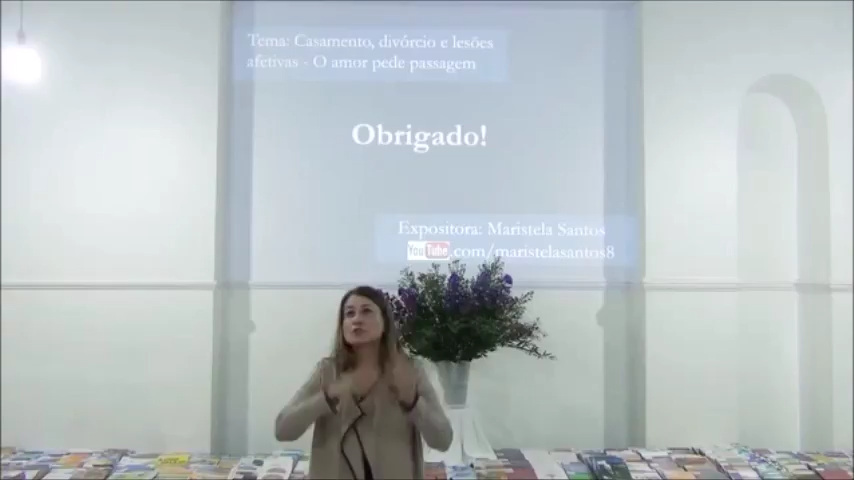 Tema: Casamento, divórcio e lesões
afetivas - O amor pede passagem
Obrigado!
Expositora: Maristela Santos
YouTube.com/maristelasantos8